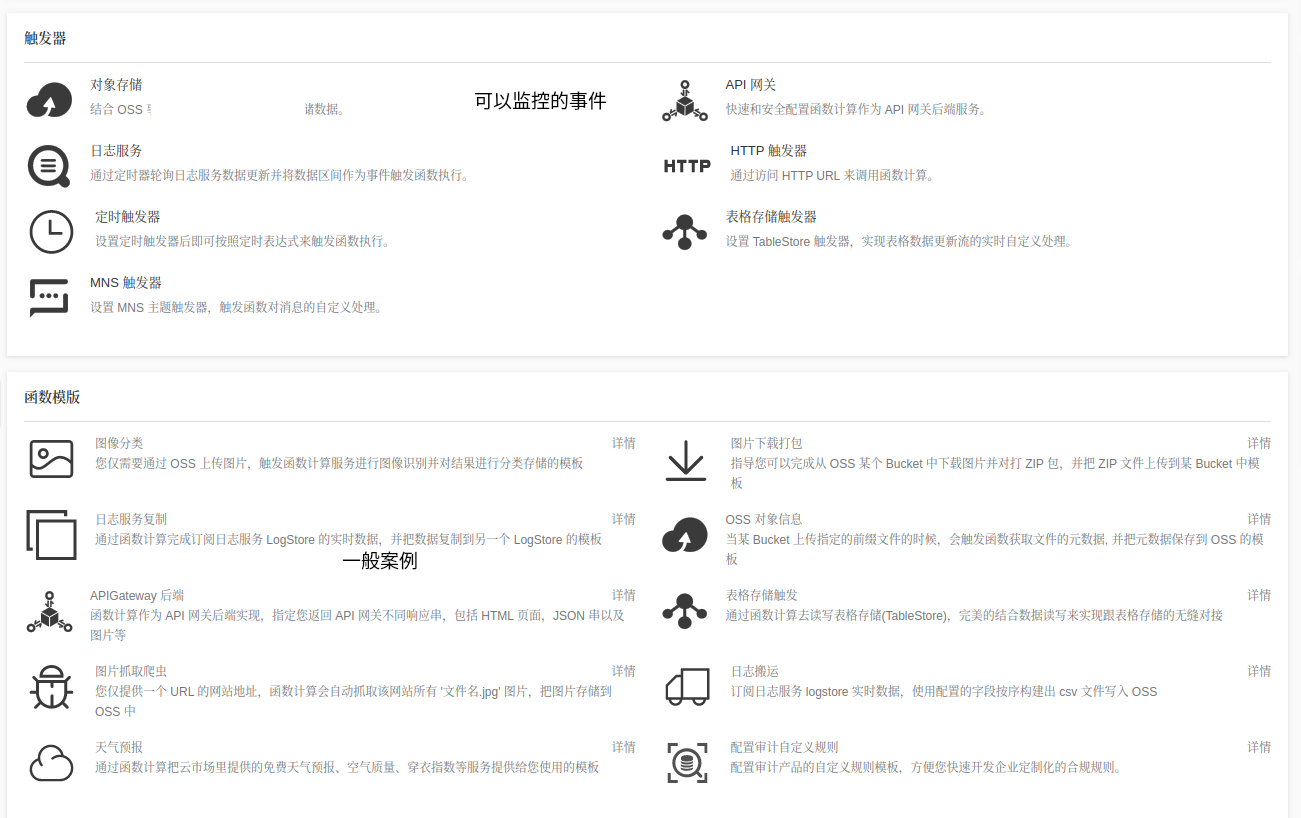 触发器
对象存储
结合 OSS
储数据。
可以监控的事件
API 网关
快速和安全配置函数计算作为 API 网关后端服务。
日志服务
通过定时器轮询日志服务数据更新并将数据区间作为事件触发函数执行。
HTTP
HTTP 触发器
通过访问 HTTP URL 来调用函数计算。
定时触发器
设置定时触发器后即可按照定时表达式来触发函数执行。
表格存储触发器
设置 TableStore 触发器，实现表格数据更新流的实时自定义处理。
MNS 触发器
设置 MNS 主题触发器，触发函数对消息的自定义处理。
函数模版
图像分类
详情
您仅需要通过 OSS 上传图片，触发函数计算服务进行图像识别并对结果进行分类存储的模板
图片下载打包
详情
指导您可以完成从 OSS 某个 Bucket 中下载图片并对打 ZIP 包，并把 ZIP 文件上传到某 Bucket 中模
板
日志服务复制
详情
通过函数计算完成订阅日志服务 LogStore 的实时数据，并把数据复制到另一个 LogStore 的模板
一般案例
OSS 对象信息
详情
当某 Bucket 上传指定的前缀文件的时候，会触发函数获取文件的元数据, 并把元数据保存到 OSS 的模
板
APIGateway 后端
详情
函数计算作为 API 网关后端实现，指定您返回 API 网关不同响应串，包括 HTML 页面，JSON 串以及
图片等
表格存储触发
详情
通过函数计算去读写表格存储(TableStore)，完美的结合数据读写来实现跟表格存储的无缝对接
图片抓取爬虫
详情
您仅提供一个 URL 的网站地址，函数计算会自动抓取该网站所有 '文件名.jpg' 图片，把图片存储到
OSS 中
日志搬运
详情
订阅日志服务 logstore 实时数据，使用配置的字段按序构建出 csv 文件写入 OSS
天气预报
详情
通过函数计算把云市场里提供的免费天气预报、空气质量、穿衣指数等服务提供给您使用的模板
配置审计自定义规则
详情
配置审计产品的自定义规则模板，方便您快速开发企业定制化的合规规则。